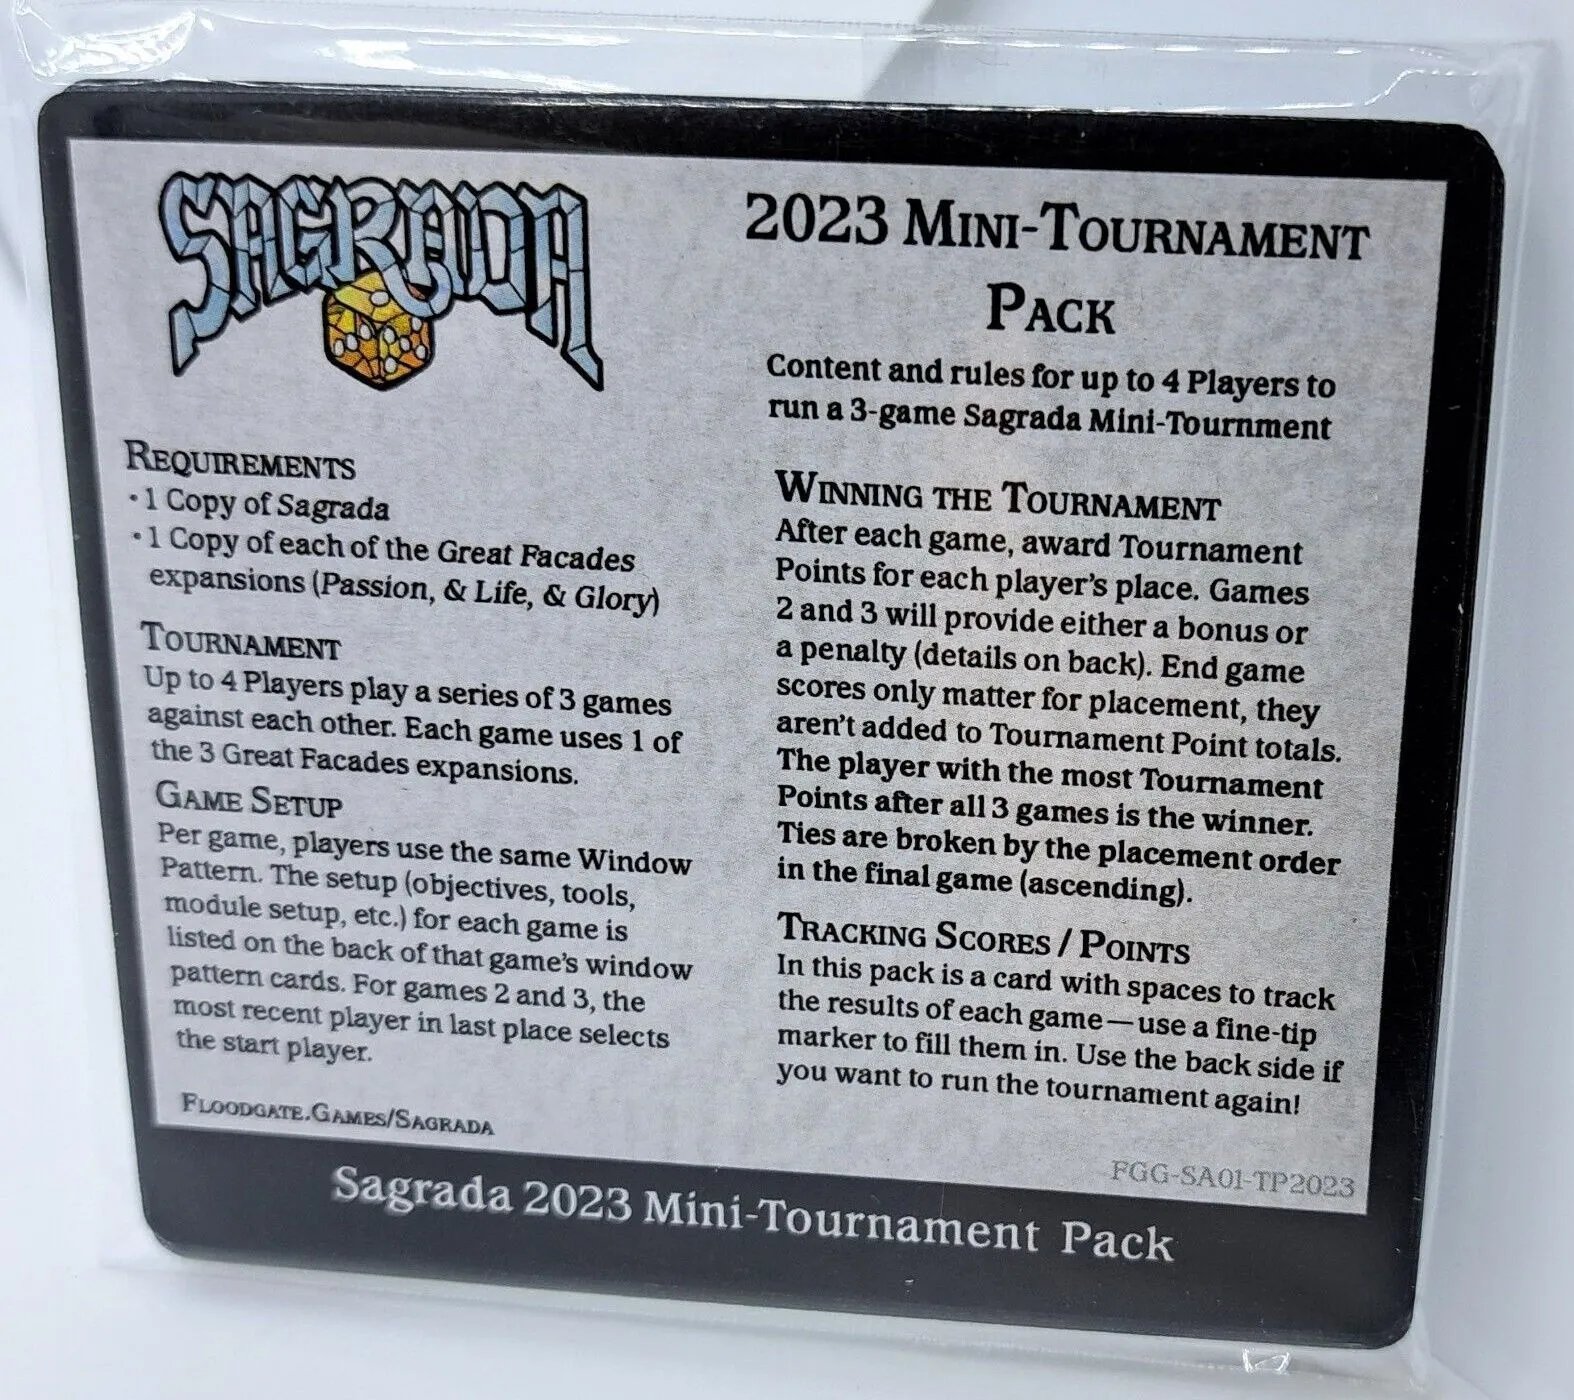 SAGRADA
REQUIREMENTS
• 1 Copy of Sagrada
• 1 Copy of each of the Great Facades
expansions (Passion, & Life, & Glory)
TOURNAMENT
Up to 4 Players play a series of 3 games
against each other. Each game uses 1 of
the 3 Great Facades expansions.
GAME SETUP
Per game, players use the same Window
Pattern. The setup (objectives, tools,
module setup, etc.) for each game is
listed on the back of that game's window
pattern cards. For games 2 and 3, the
most recent player in last place selects
the start player.
FLOODGATE.GAMES/SAGRADA
2023 MINI-TOURNAMENT
PACK
Content and rules for up to 4 Players to
run a 3-game Sagrada Mini-Tournment
WINNING THE TOURNAMENT
After each game, award Tournament
Points for each player's place. Games
2 and 3 will provide either a bonus or
a penalty (details on back). End game
scores only matter for placement, they
aren't added to Tournament Point totals.
The player with the most Tournament
Points after all 3 games is the winner.
Ties are broken by the placement order
in the final game (ascending).
TRACKING SCORES / POINTS
In this pack is a card with spaces to track
the results of each game—use a fine-tip
marker to fill them in. Use the back side if
you want to run the tournament again!
FGG-SA01-TP2023
Sagrada 2023 Mini-Tournament Pack